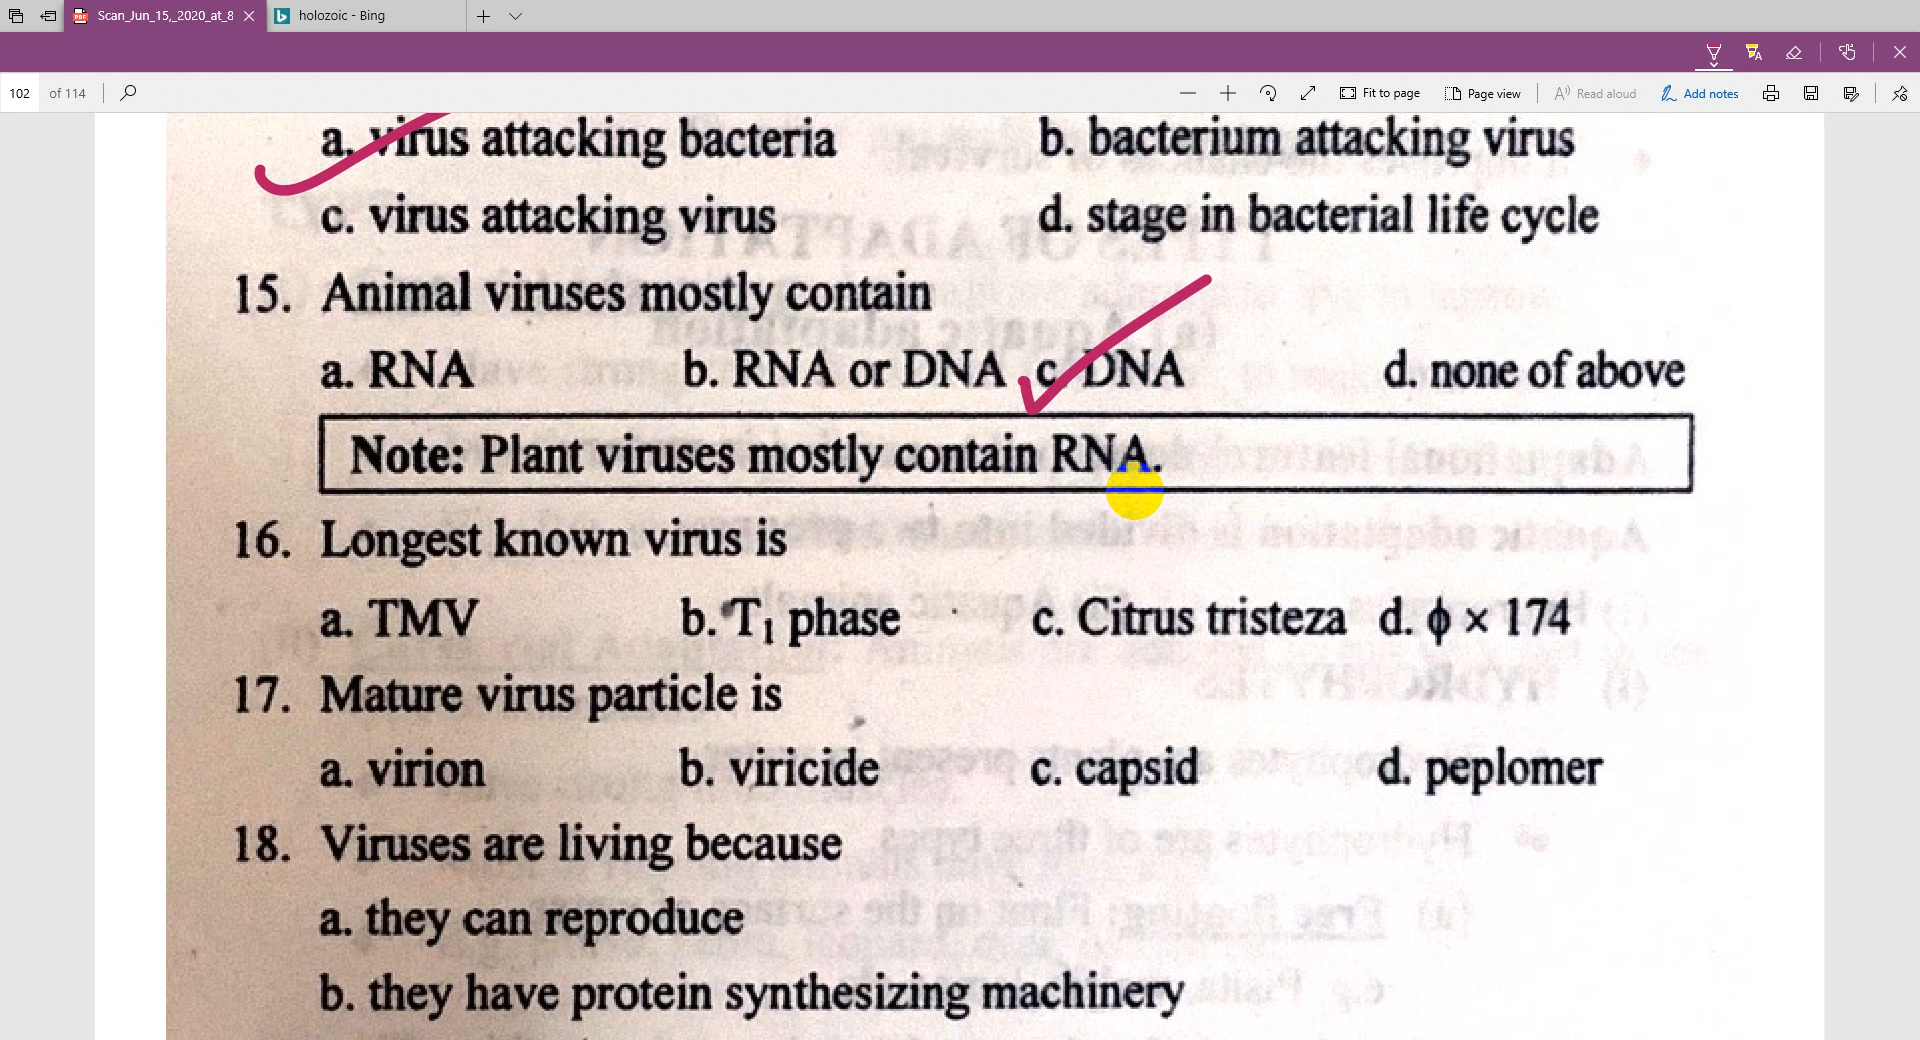 Scan_Jun_15,_2020_at_8
holozoic - Bing
102 of 114
Fit to page
Page view
Read aloud
Add notes
a. virus attacking bacteria b. bacterium attacking virus
c. virus attacking virus d. stage in bacterial life cycle
15. Animal viruses mostly contain
a. RNA b. RNA or DNA c. DNA d. none of above
Note: Plant viruses mostly contain RNA.
16. Longest known virus is
a. TMV b. T₁ phase c. Citrus tristeza d. ϕ × 174
17. Mature virus particle is
a. virion b. viricide c. capsid d. peplomer
18. Viruses are living because
a. they can reproduce
b. they have protein synthesizing machinery